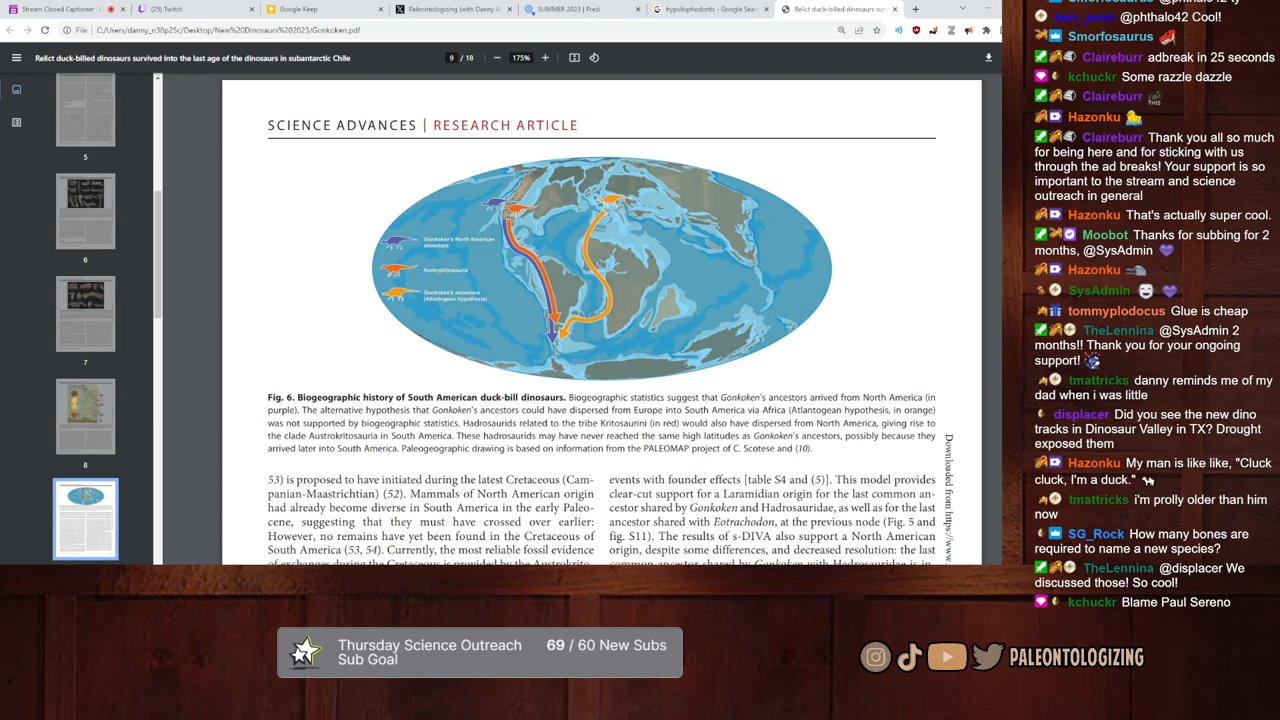 Stream Closed Captioner -
(25) Twitch
Google Keep
Paleontologizing (with Danny A
SUMMER 2023 | Prezi
hypsilophodonts - Google Sear
Relict duck-billed dinosaurs surv
File
C:/Users/danny_n38p25c/Desktop/New%20Dinosaurs%202023/Gonkoken.pdf
Relict duck-billed dinosaurs survived into the last age of the dinosaurs in subantarctic Chile
9 / 18
175%
5
6
7
8
SCIENCE ADVANCES | RESEARCH ARTICLE
Gonkoken's North American
ancestors
Austrokritosauria
Gonkoken's ancestors
(Atlantogean hypothesis)
Fig. 6. Biogeographic history of South American duck-bill dinosaurs. Biogeographic statistics suggest that Gonkoken's ancestors arrived from North America (in
purple). The alternative hypothesis that Gonkoken's ancestors could have dispersed from Europe into South America via Africa (Atlantogean hypothesis, in orange)
was not supported by biogeographic statistics. Hadrosaurids related to the tribe Kritosaurini (in red) would also have dispersed from North America, giving rise to
the clade Austrokritosauria in South America. These hadrosaurids may have never reached the same high latitudes as Gonkoken's ancestors, possibly because they
arrived later into South America. Paleogeographic drawing is based on information from the PALEOMAP project of C. Scotese and (10).
53) is proposed to have initiated during the latest Cretaceous (Cam-
panian-Maastrichtian) (52). Mammals of North American origin
had already become diverse in South America in the early Paleo-
cene, suggesting that they must have crossed over earlier:
However, no remains have yet been found in the Cretaceous of
South America (53, 54). Currently, the most reliable fossil evidence
of exchanges during the Cretaceous is provided by the Austrokrito-
events with founder effects [table S4 and (5)]. This model provides
clear-cut support for a Laramidian origin for the last common an-
cestor shared by Gonkoken and Hadrosauridae, as well as for the last
ancestor shared with Eotrachodon, at the previous node (Fig. 5 and
fig. S11). The results of s-DIVA also support a North American
origin, despite some differences, and decreased resolution: the last
common ancestor shared by Gonkoken with Hadrosauridae is in-
Downloaded from https://www.
@phthalo42 Cool!
Smorfosaurus
Claireburr adbreak in 25 seconds
kchuckr Some razzle dazzle
Claireburr THIS
Hazonku
Claireburr Thank you all so much
for being here and for sticking with us
through the ad breaks! Your support is so
important to the stream and science
outreach in general
Hazonku That's actually super cool.
Moobot Thanks for subbing for 2
months, @SysAdmin
Hazonku
SysAdmin
tommyplodocus Glue is cheap
TheLennina @SysAdmin 2
months!! Thank you for your ongoing
support!
tmattricks danny reminds me of my
dad when i was little
displacer Did you see the new dino
tracks in Dinosaur Valley in TX? Drought
exposed them
Hazonku My man is like like, "Cluck
cluck, I'm a duck."
tmattricks i'm prolly older than him
now
SG_Rock How many bones are
required to name a new species?
TheLennina @displacer We
discussed those! So cool!
kchuckr Blame Paul Sereno
Thursday Science Outreach
Sub Goal
69 / 60 New Subs
PALEONTOLOGIZING